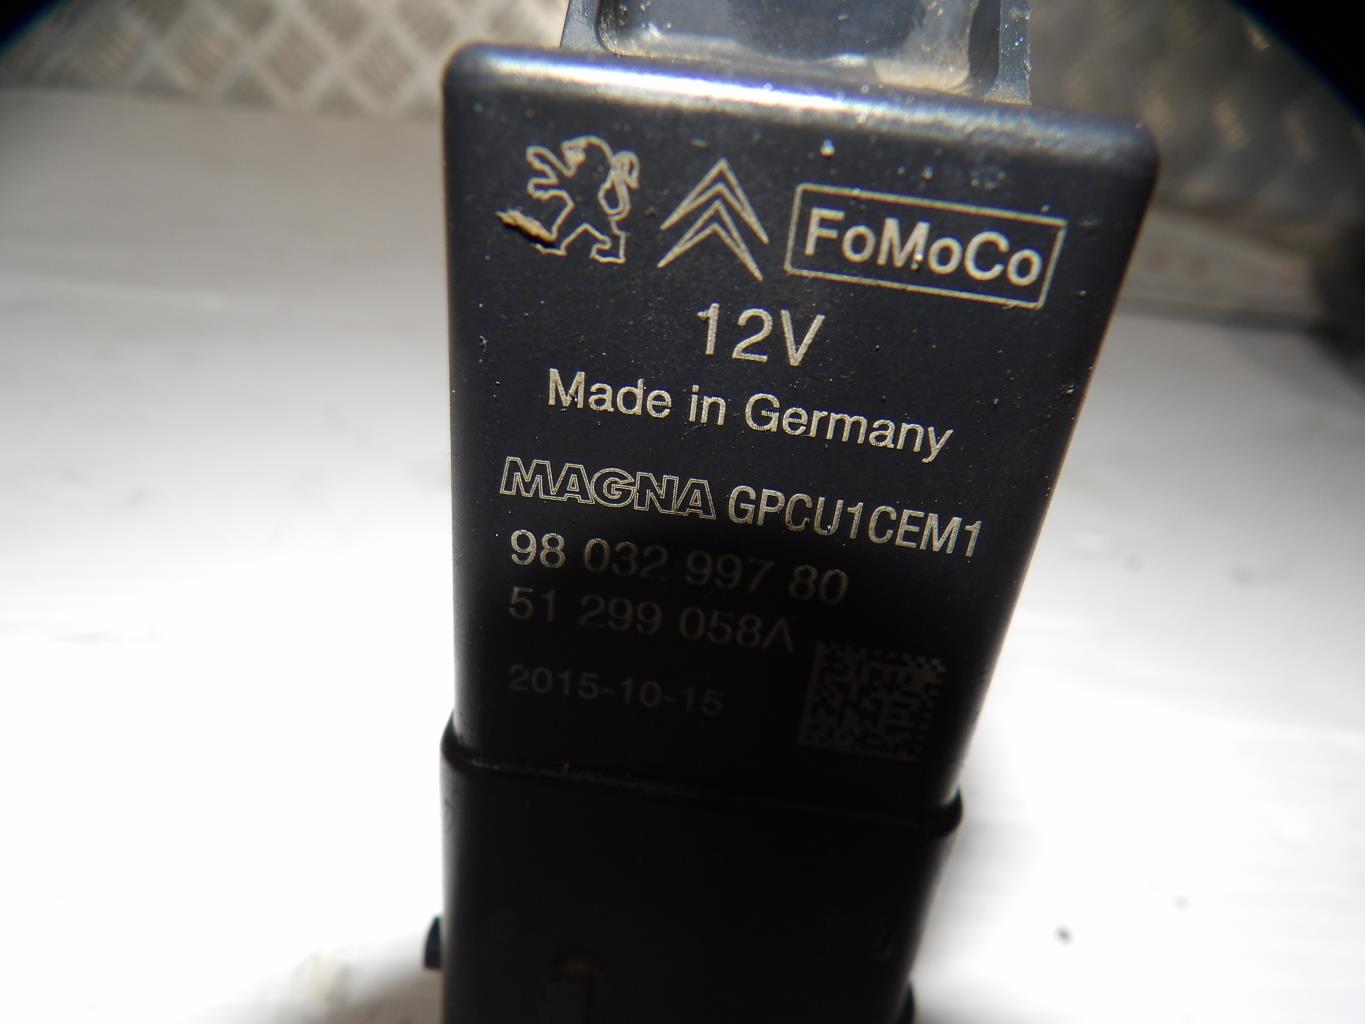 FoMoCo
12V
Made in Germany
MAGNA GPCU1CEM1
98 032 997 80
51 299 058A
2015-10-15